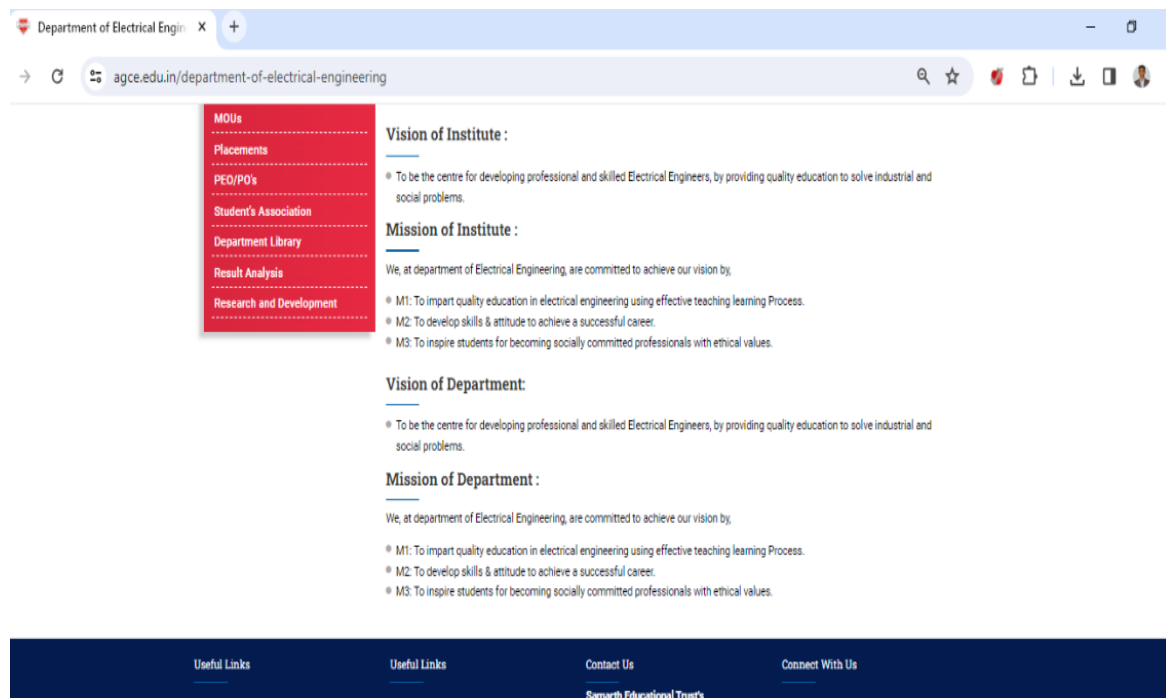 Department of Electrical Engin
agce.edu.in/department-of-electrical-engineering
MOUs
Placements
PEO/PO's
Student's Association
Department Library
Result Analysis
Research and Development
Vision of Institute :
To be the centre for developing professional and skilled Electrical Engineers, by providing quality education to solve industrial and
social problems.
Mission of Institute :
We, at department of Electrical Engineering, are committed to achieve our vision by,
M1: To impart quality education in electrical engineering using effective teaching learning Process.
M2: To develop skills & attitude to achieve a successful career.
M3: To inspire students for becoming socially committed professionals with ethical values.
Vision of Department:
To be the centre for developing professional and skilled Electrical Engineers, by providing quality education to solve industrial and
social problems.
Mission of Department :
We, at department of Electrical Engineering, are committed to achieve our vision by,
M1: To impart quality education in electrical engineering using effective teaching learning Process.
M2: To develop skills & attitude to achieve a successful career.
M3: To inspire students for becoming socially committed professionals with ethical values.
Useful Links
Useful Links
Contact Us
Connect With Us
Samarth Educational Trust's